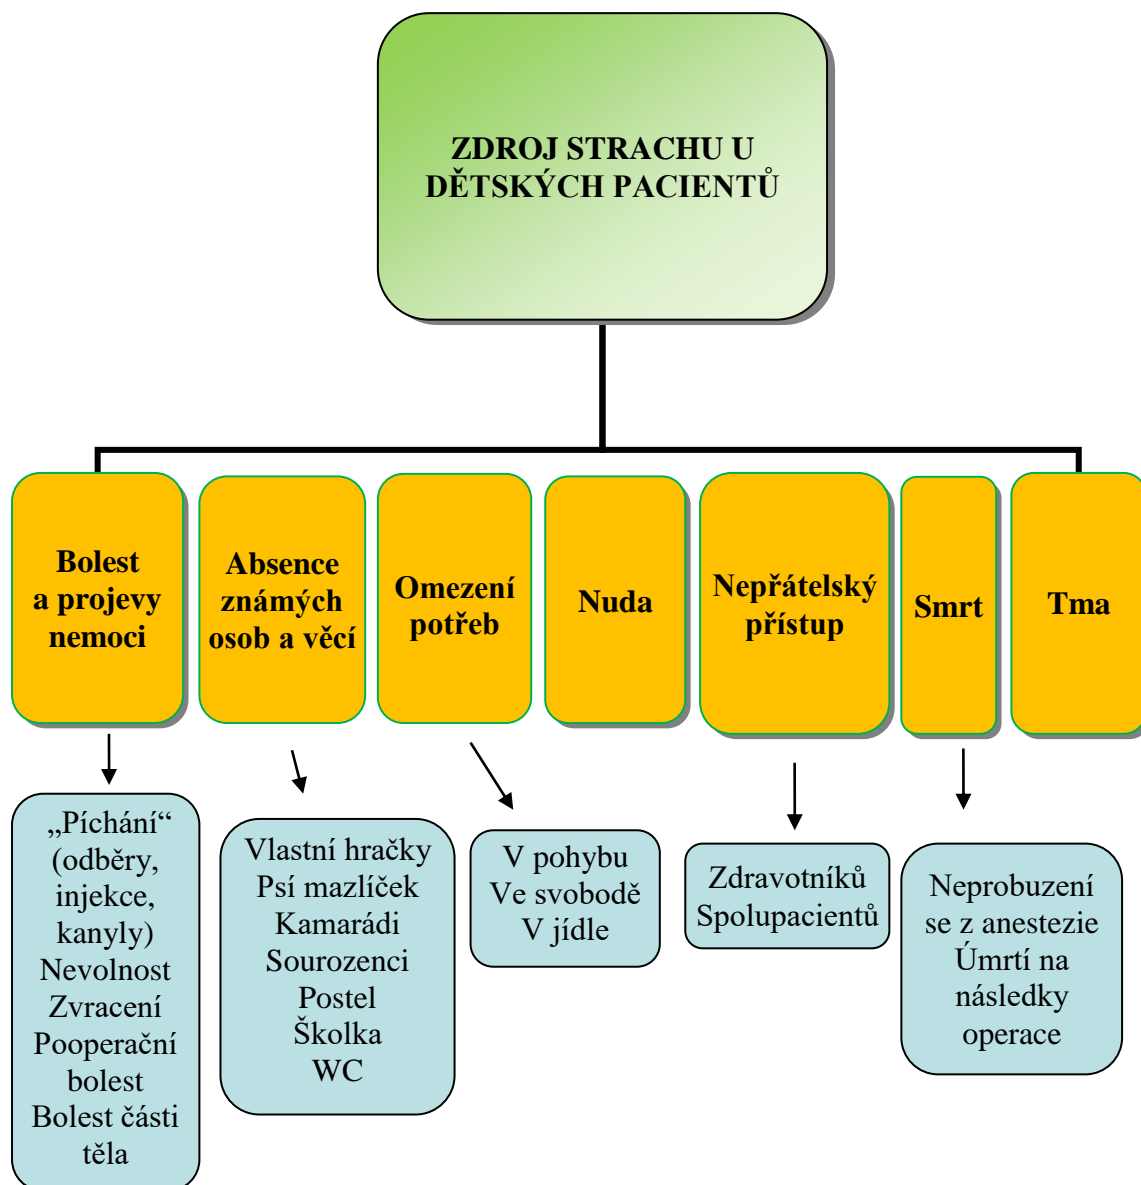 ZDROJ STRACHU U
DĚTSKÝCH PACIENTŮ
Bolest
a projevy
nemoci
Absence
známých
osob a věcí
Omezení
potřeb
Nuda
Nepřátelský
přístup
Smrt
Tma
„Píchání“
(odběry,
injekce,
kanyly)
Nevolnost
Zvracení
Pooperační
bolest
Bolest části
těla
Vlastní hračky
Psí mazlíček
Kamarádi
Sourozenci
Postel
Školka
WC
V pohybu
Ve svobodě
V jídle
Zdravotníků
Spolupacientů
Neprobuzení
se z anestezie
Úmrtí na
následky
operace